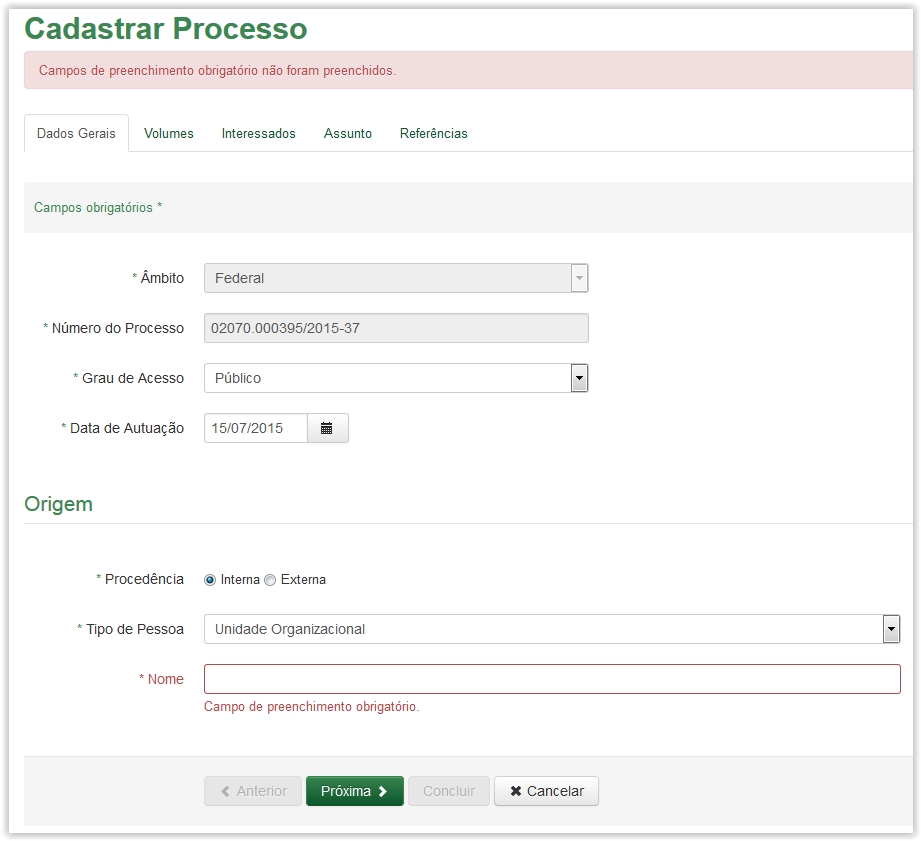 Cadastrar Processo
Campos de preenchimento obrigatório não foram preenchidos.
Dados Gerais Volumes Interessados Assunto Referências
Campos obrigatórios *
* Âmbito Federal
* Número do Processo 02070.000395/2015-37
* Grau de Acesso Público
* Data de Autuação 15/07/2015
Origem
* Procedência Interna Externa
* Tipo de Pessoa Unidade Organizacional
* Nome
Campo de preenchimento obrigatório.
Anterior Próxima Concluir Cancelar